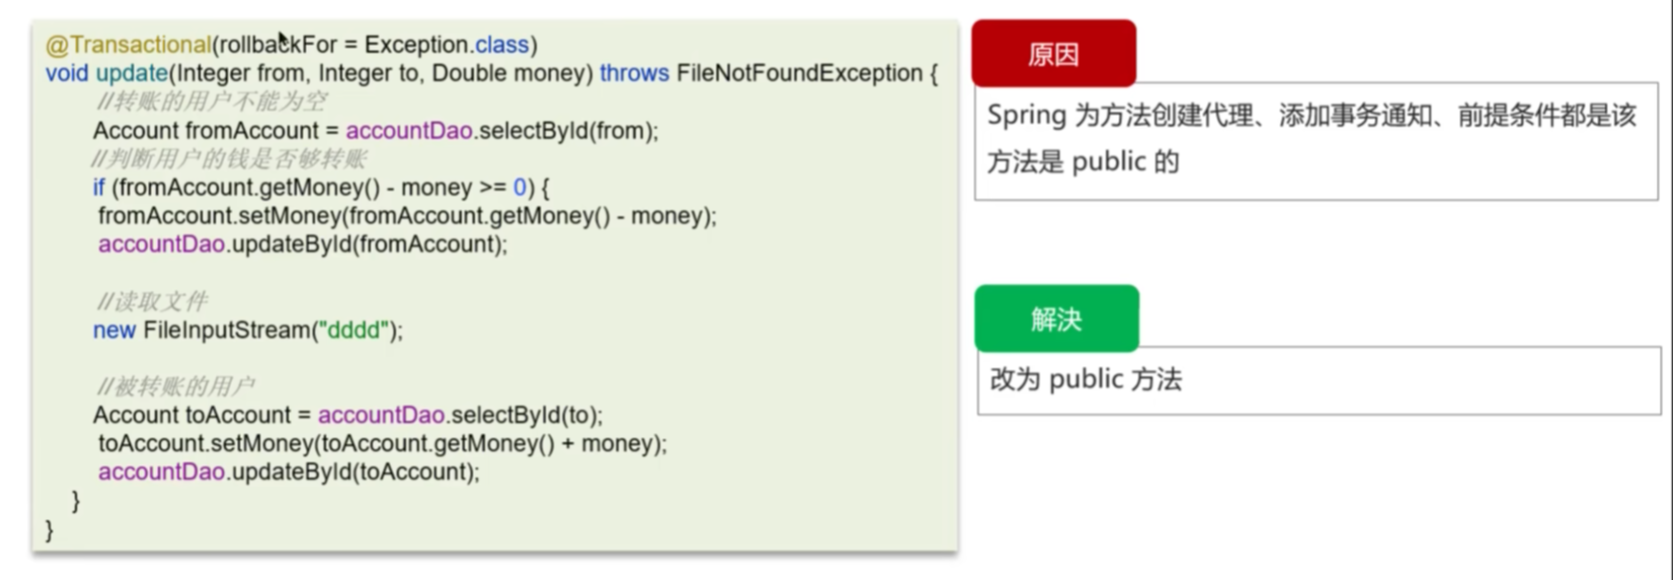 @Transactional(rollbackFor = Exception.class)
void update(Integer from, Integer to, Double money) throws FileNotFoundException {
//转账的用户不能为空
Account fromAccount = accountDao.selectById(from);
//判断用户的钱是否够转账
if (fromAccount.getMoney() - money >= 0) {
fromAccount.setMoney(fromAccount.getMoney() - money);
accountDao.updateById(fromAccount);
//读取文件
new FileInputStream("dddd");
//被转账的用户
Account toAccount = accountDao.selectById(to);
toAccount.setMoney(toAccount.getMoney() + money);
accountDao.updateById(toAccount);
}
}
原因
Spring 为方法创建代理、添加事务通知、前提条件都是该
方法是 public 的
解决
改为 public 方法